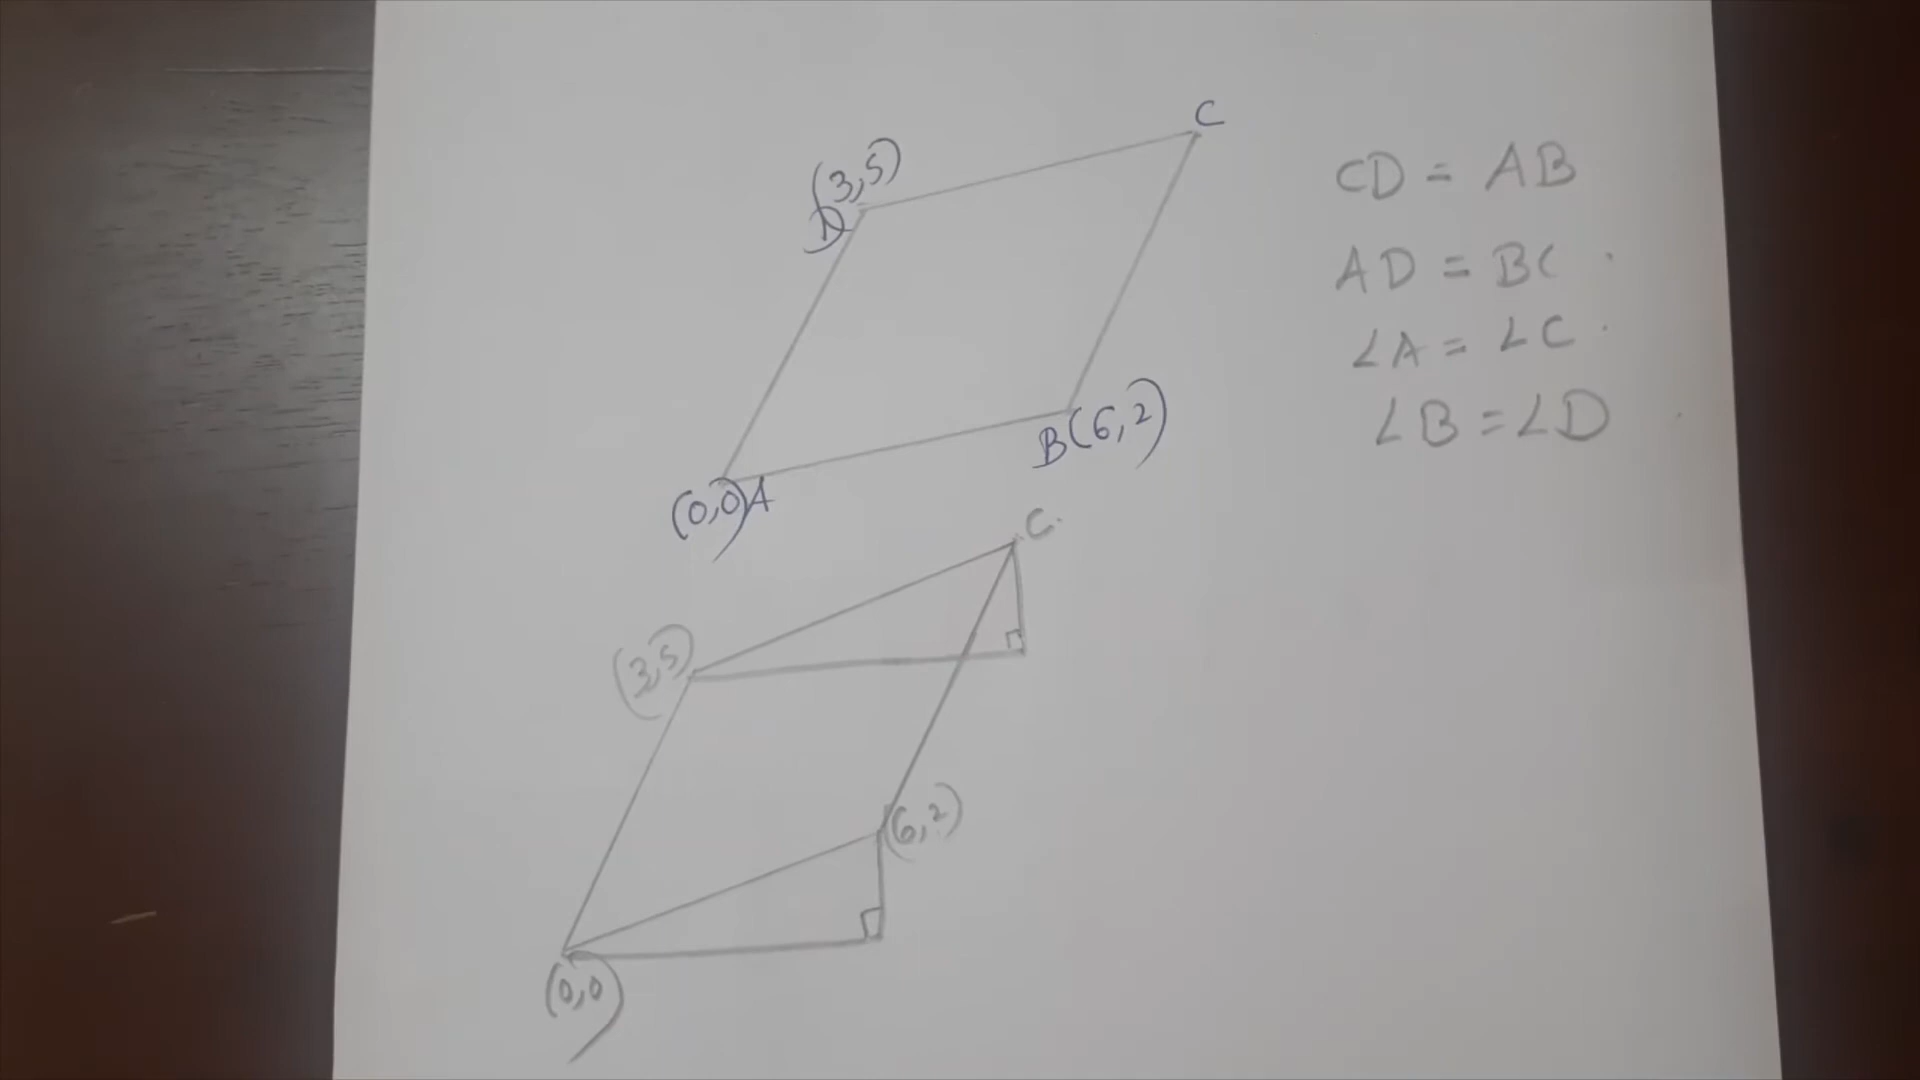 C
(3,5)
D
B(6,2)
(0,0)A
CD = AB
AD = BC
∠A = ∠C
∠B = ∠D
C
(3,5)
(6,2)
(0,0)